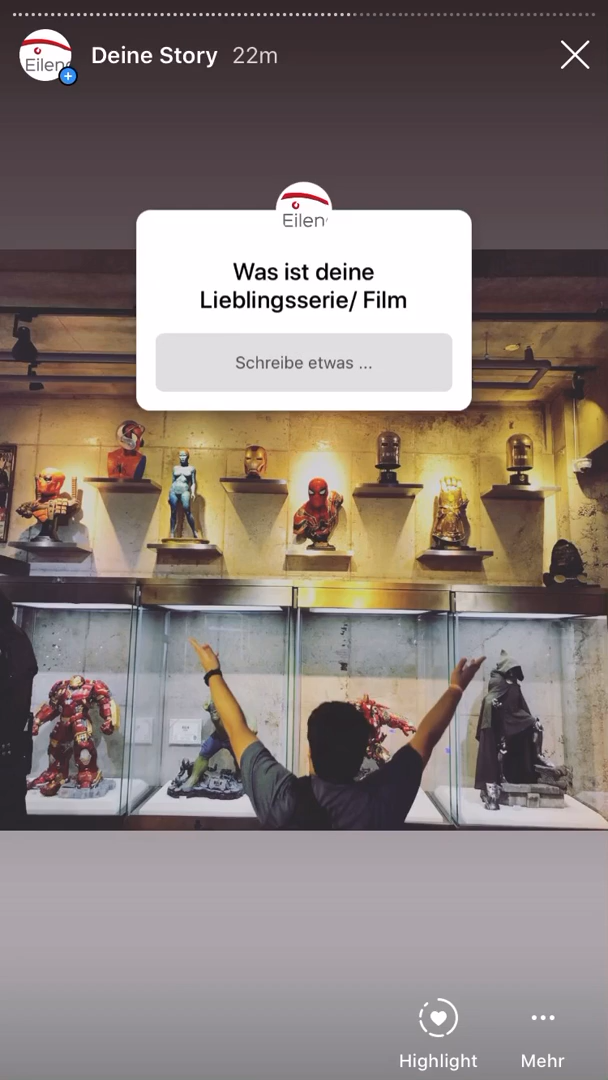 Eilen
Deine Story 22m
Eilen
Was ist deine
Lieblingsserie/ Film
Schreibe etwas ...
Highlight
Mehr